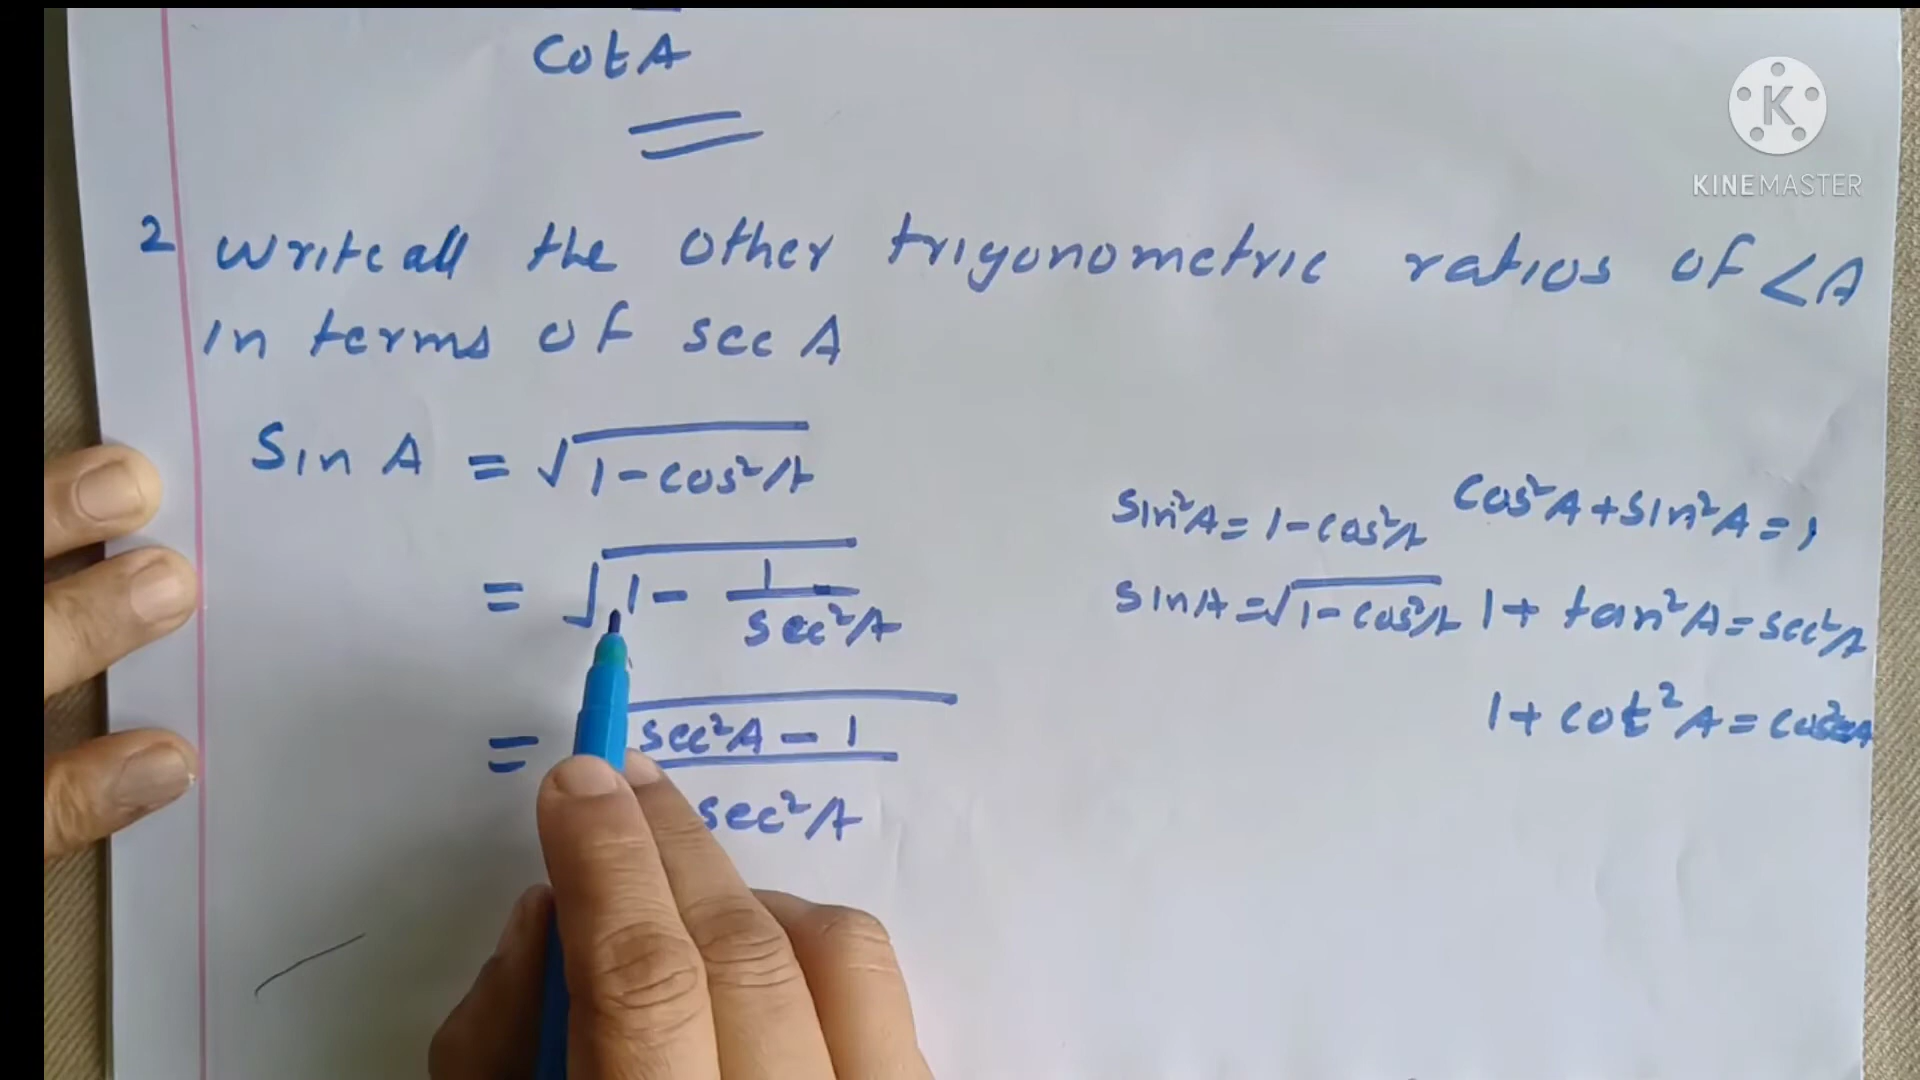 Cot A
KINEMASTER
2 Write all the other trigonometric ratios of ∠A
in terms of sec A
Sin A = √1-cos²A
= √1 - 1/sec²A
= sec²A - 1/sec²A
Sin²A = 1-cos²A
SinA = √1-cos²A
Cos²A + sin²A = 1
1 + tan²A = sec²A
1 + cot²A = cosec²A